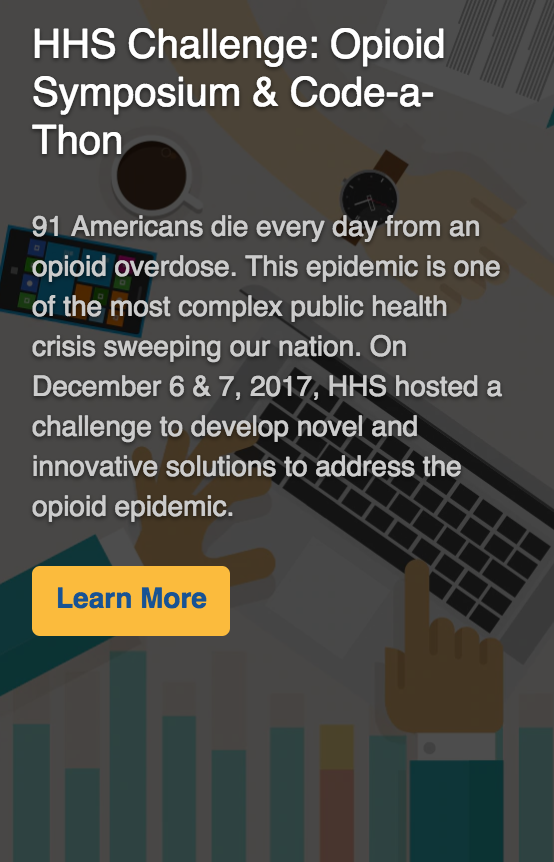 HHS Challenge: Opioid
Symposium & Code-a-
Thon
91 Americans die every day from an
opioid overdose. This epidemic is one
of the most complex public health
crisis sweeping our nation. On
December 6 & 7, 2017, HHS hosted a
challenge to develop novel and
innovative solutions to address the
opioid epidemic.
Learn More